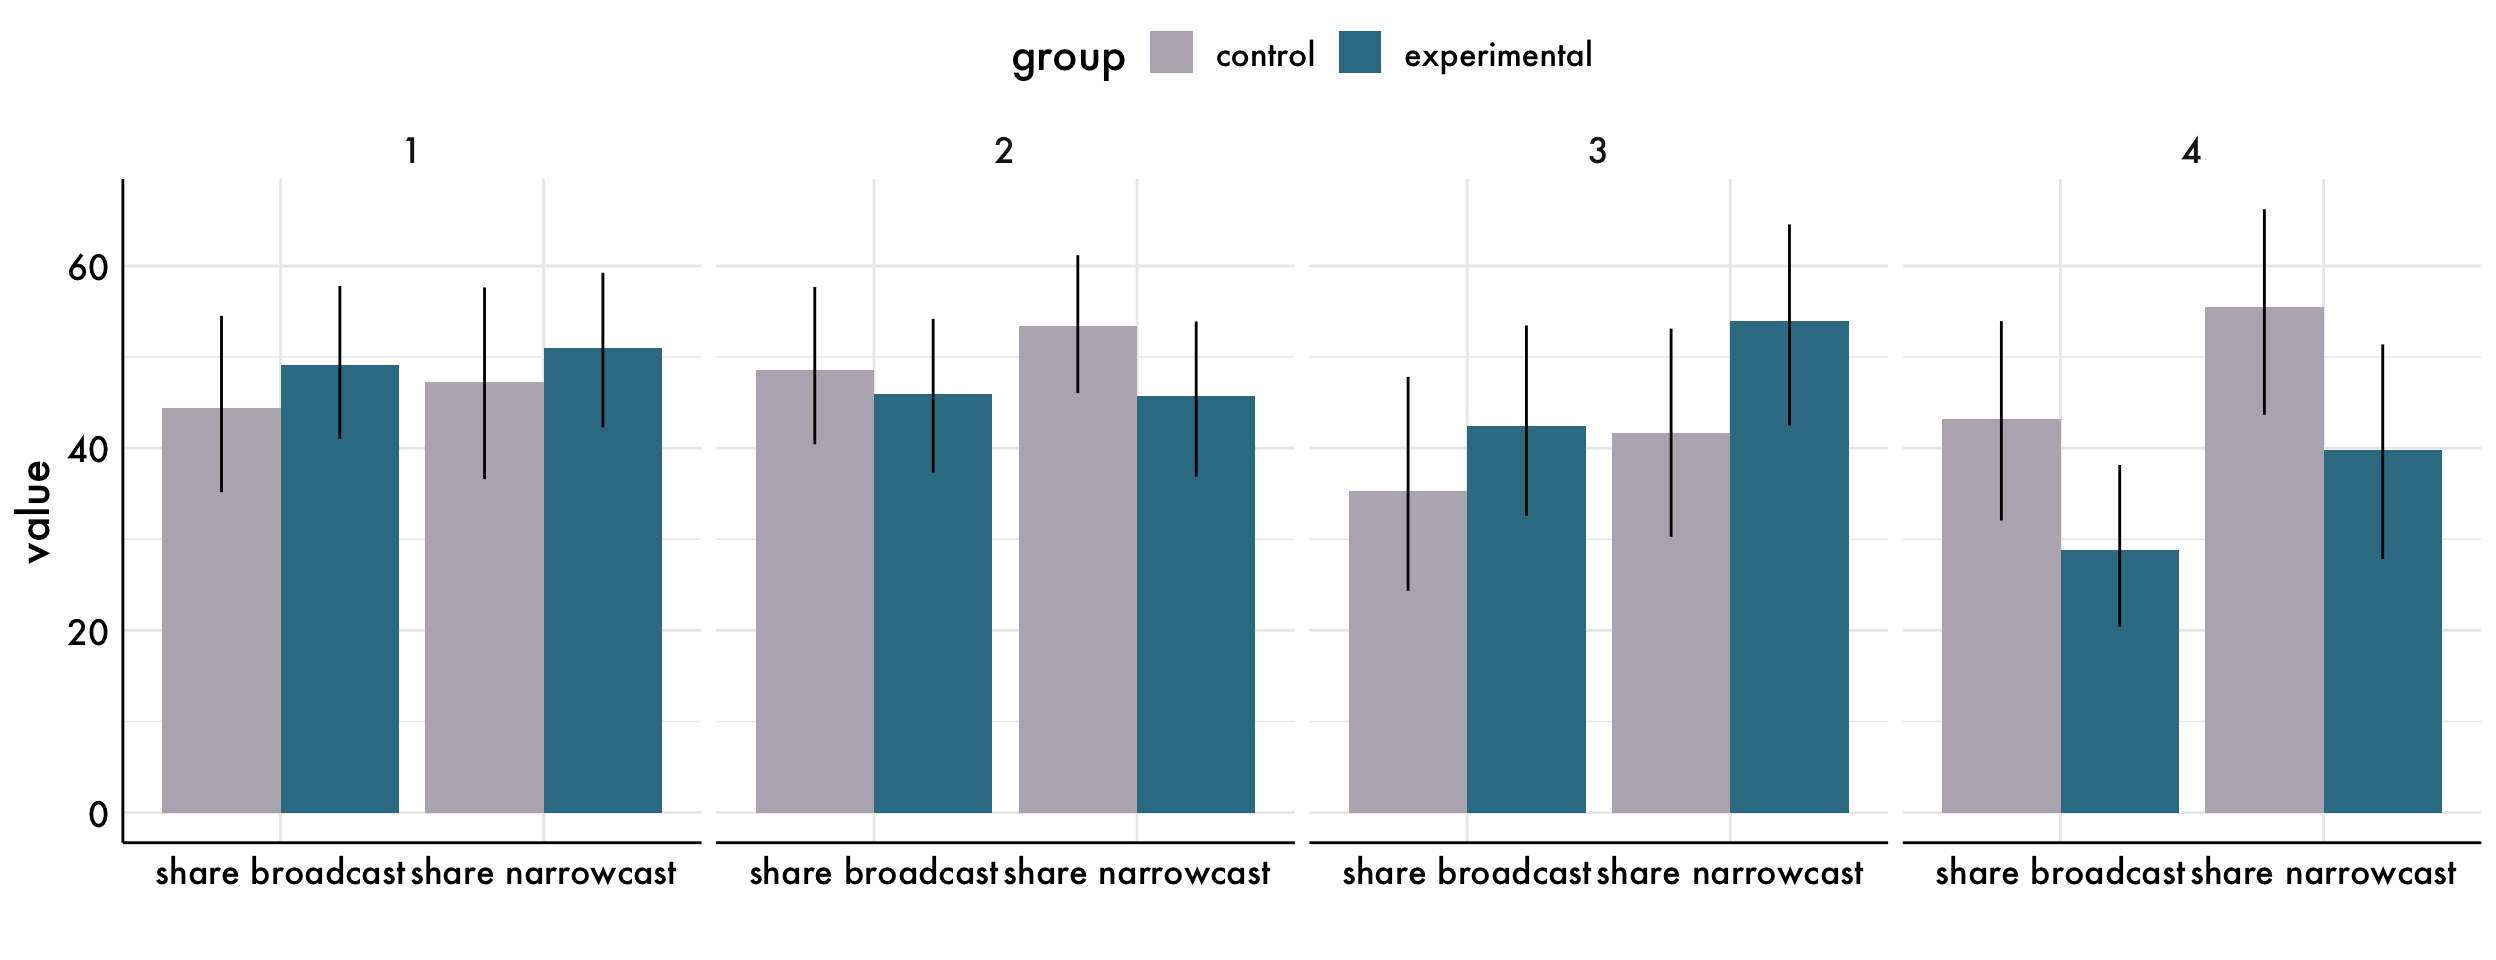 group control experimental
1 2 3 4
60
40
20
0
value
share broadcast share narrowcast share broadcast share narrowcast share broadcast share narrowcast share broadcast share narrowcast